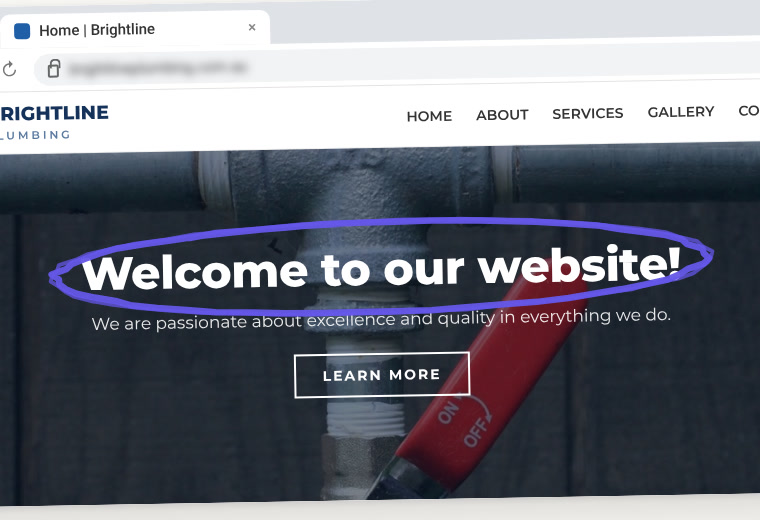 Home | Brightline
RIGHTLINE
LUMBING
HOME ABOUT SERVICES GALLERY CO
Welcome to our website!
We are passionate about excellence and quality in everything we do.
LEARN MORE
ON
OFF